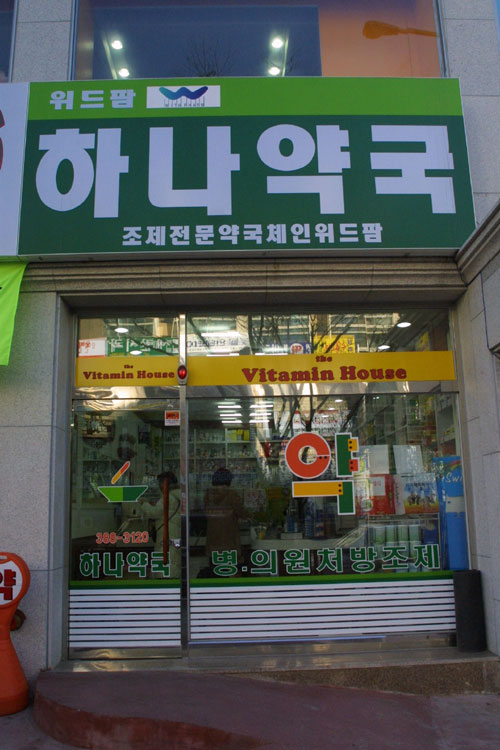 위드팜
하나약국
조제전문약국체인위드팜
the
Vitamin House
the
Vitamin House
약
380-3120
하나약국
병.의원처방조제
약